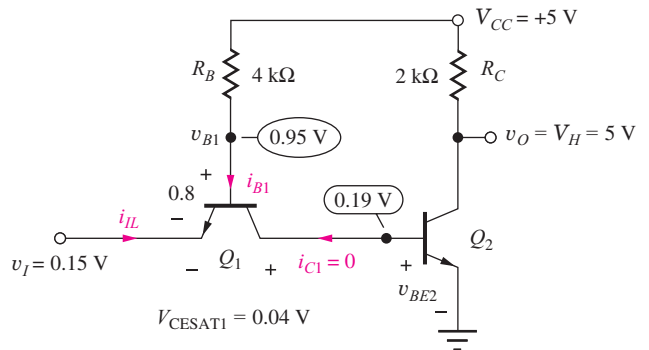 V_CC = +5 V
R_B 4 kΩ 2 kΩ R_C
v_B1 0.95 V v_O = V_H = 5 V
+ i_B1
0.8 0.19 V
i_IL – Q_2
– Q_1 + i_C1 = 0 +
v_I = 0.15 V v_BE2
V_CESAT1 = 0.04 V –